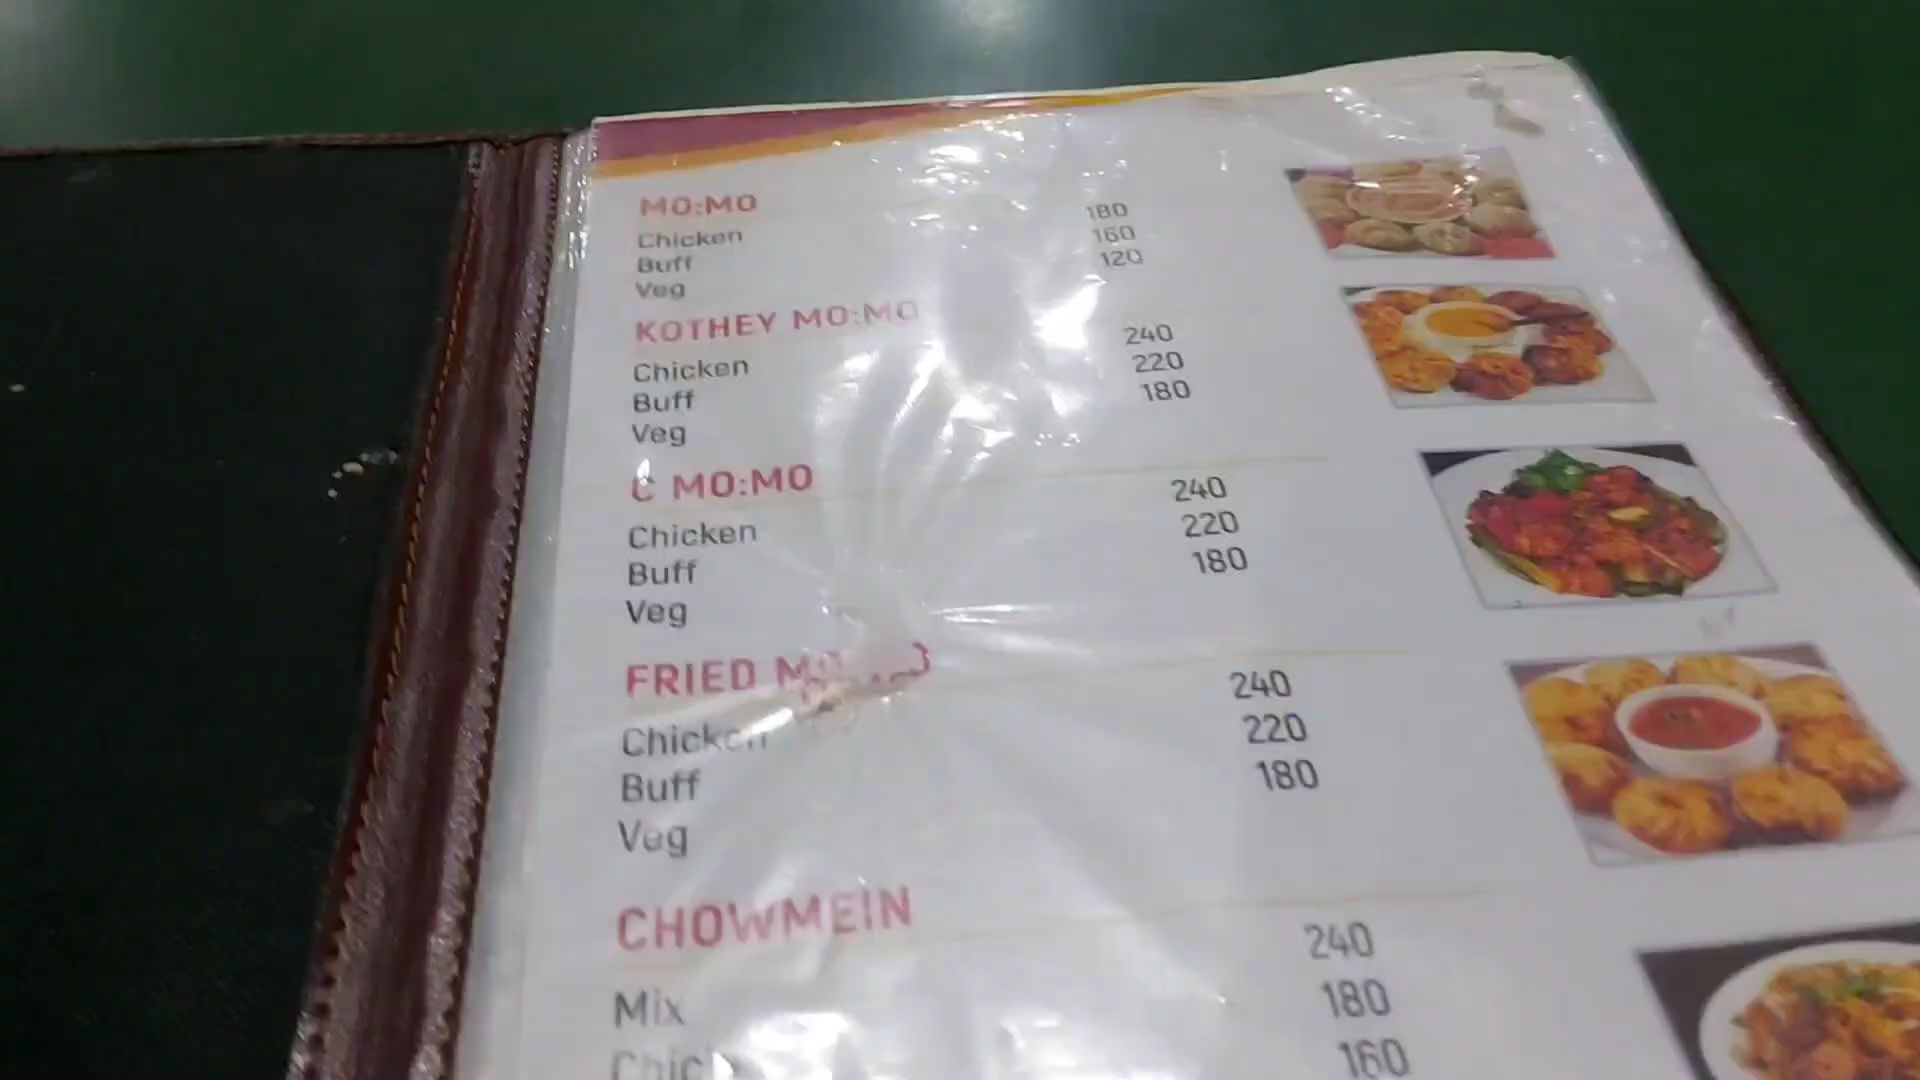 MO:MO
Chicken 180
Buff 160
Veg 120
KOTHEY MO:MO
Chicken 240
Buff 220
Veg 180
C MO:MO
Chicken 240
Buff 220
Veg 180
FRIED
Chicken 240
Buff 220
Veg 180
CHOWMEIN
Mix 240
180
160